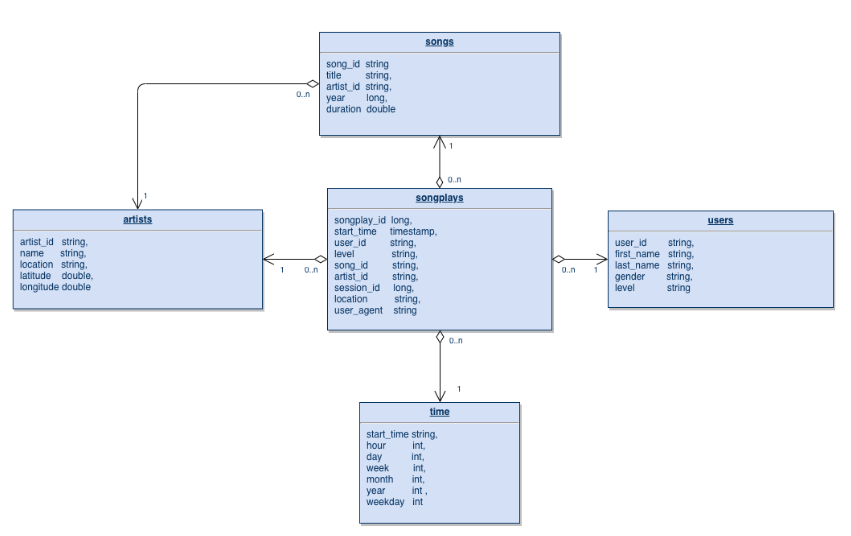 songs
song_id string
title string,
artist_id string,
year long,
duration double
0..n
1
1
0..n
artists
artist_id string,
name string,
location string,
latitude double,
longitude double
1 0..n
songplays
songplay_id long,
start_time timestamp,
user_id string,
level string,
song_id string,
artist_id string,
session_id long,
location string,
user_agent string
0..n 1
users
user_id string,
first_name string,
last_name string,
gender string,
level string
0..n
1
time
start_time string,
hour int,
day int,
week int,
month int,
year int ,
weekday int